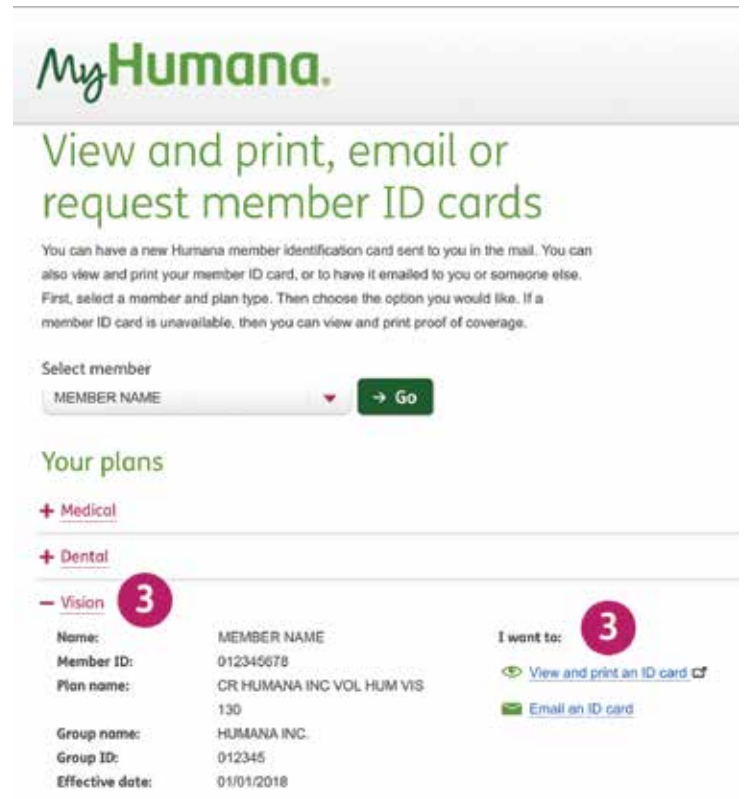 MyHumana.
View and print, email or
request member ID cards
You can have a new Humana member identification card sent to you in the mail. You can
also view and print your member ID card, or to have it emailed to you or someone else.
First, select a member and plan type. Then choose the option you would like. If a
member ID card is unavailable, then you can view and print proof of coverage.
Select member
MEMBER NAME
→ Go
Your plans
+ Medical
+ Dental
− Vision 3
Name: MEMBER NAME
Member ID: 012345678
Plan name: CR HUMANA INC VOL HUM VIS
130
Group name: HUMANA INC.
Group ID: 012345
Effective date: 01/01/2018
I want to: 3
View and print an ID card
Email an ID card